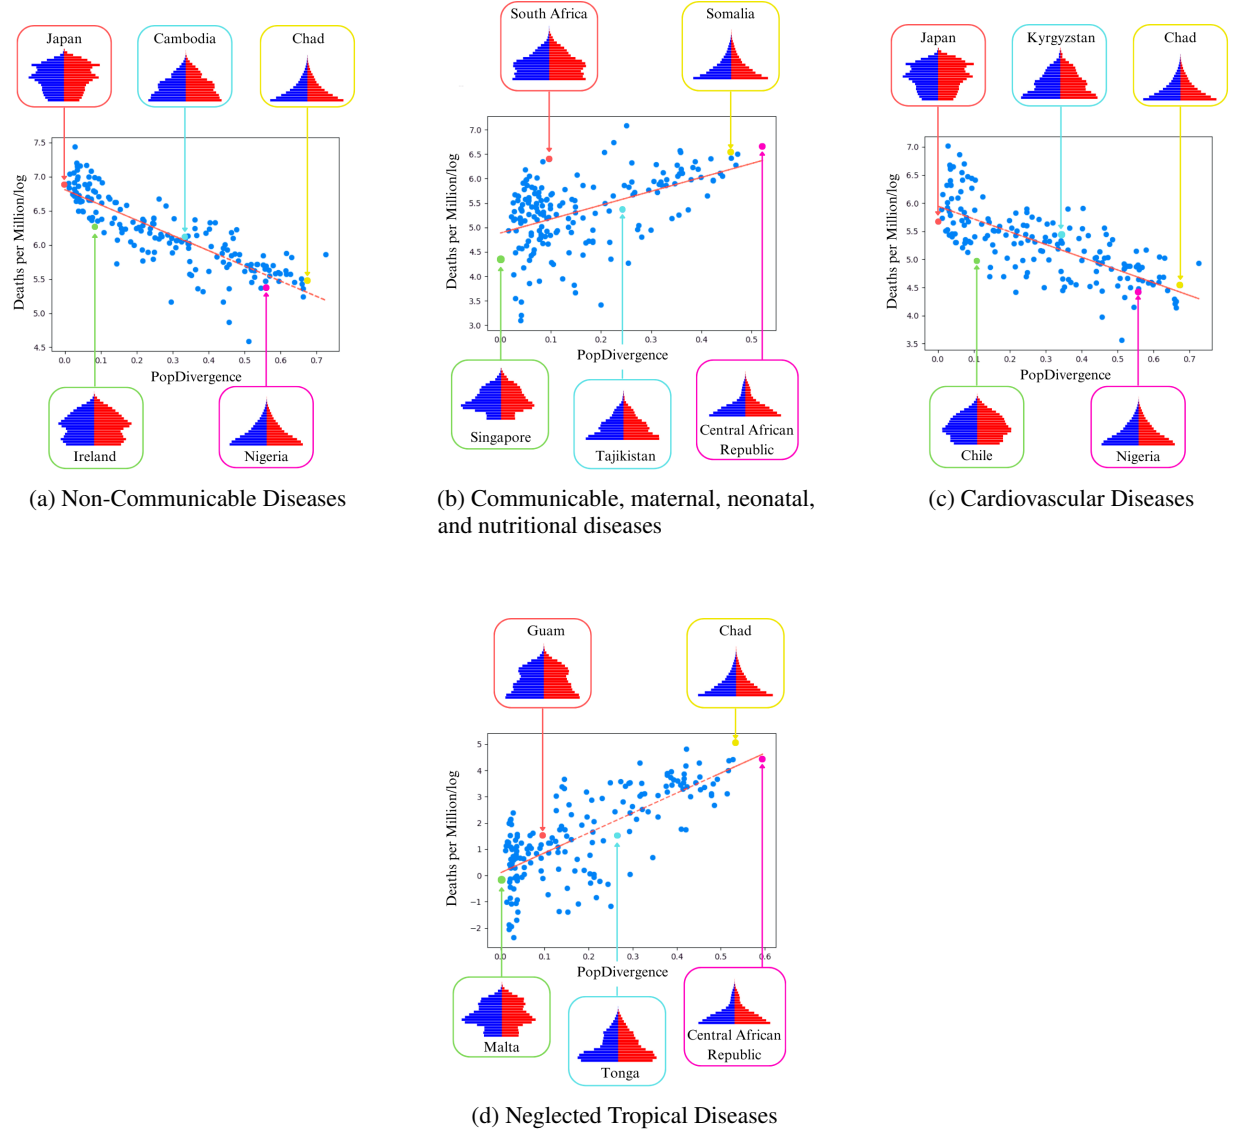 Japan
Cambodia
Chad
7.5
7.0
6.5
6.0
5.5
5.0
4.5
Deaths per Million/log
0.0 0.1 0.2 0.3 0.4 0.5 0.6 0.7
PopDivergence
Ireland
Nigeria
(a) Non-Communicable Diseases
South Africa
Somalia
7.0
6.5
6.0
5.5
5.0
4.5
4.0
3.5
3.0
Deaths per Million/log
0.0 0.1 0.2 0.3 0.4 0.5
PopDivergence
Singapore
Tajikistan
Central African
Republic
(b) Communicable, maternal, neonatal,
and nutritional diseases
Japan
Kyrgyzstan
Chad
7.0
6.5
6.0
5.5
5.0
4.5
4.0
3.5
Deaths per Million/log
0.0 0.1 0.2 0.3 0.4 0.5 0.6 0.7
PopDivergence
Chile
Nigeria
(c) Cardiovascular Diseases
Guam
Chad
5
4
3
2
1
0
−1
−2
Deaths per Million/log
0.0 0.1 0.2 0.3 0.4 0.5 0.6
PopDivergence
Malta
Tonga
Central African
Republic
(d) Neglected Tropical Diseases